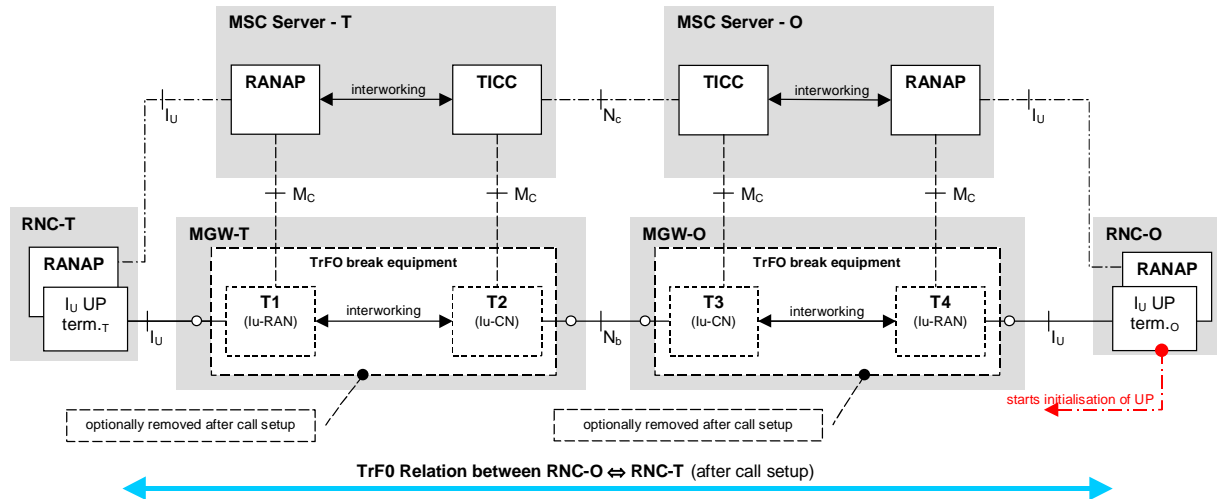 MSC Server - T
MSC Server - O
RANAP
interworking
TICC
TICC
interworking
RANAP
IU
Nc
IU
MC
MC
MC
MC
RNC-T
MGW-T
MGW-O
RNC-O
RANAP
TrFO break equipment
TrFO break equipment
RANAP
IU UP
term.T
T1
(Iu-RAN)
interworking
T2
(Iu-CN)
T3
(Iu-CN)
interworking
T4
(Iu-RAN)
IU UP
term.O
IU
Nb
IU
starts initialisation of UP
optionally removed after call setup
optionally removed after call setup
TrF0 Relation between RNC-O ⇔ RNC-T (after call setup)